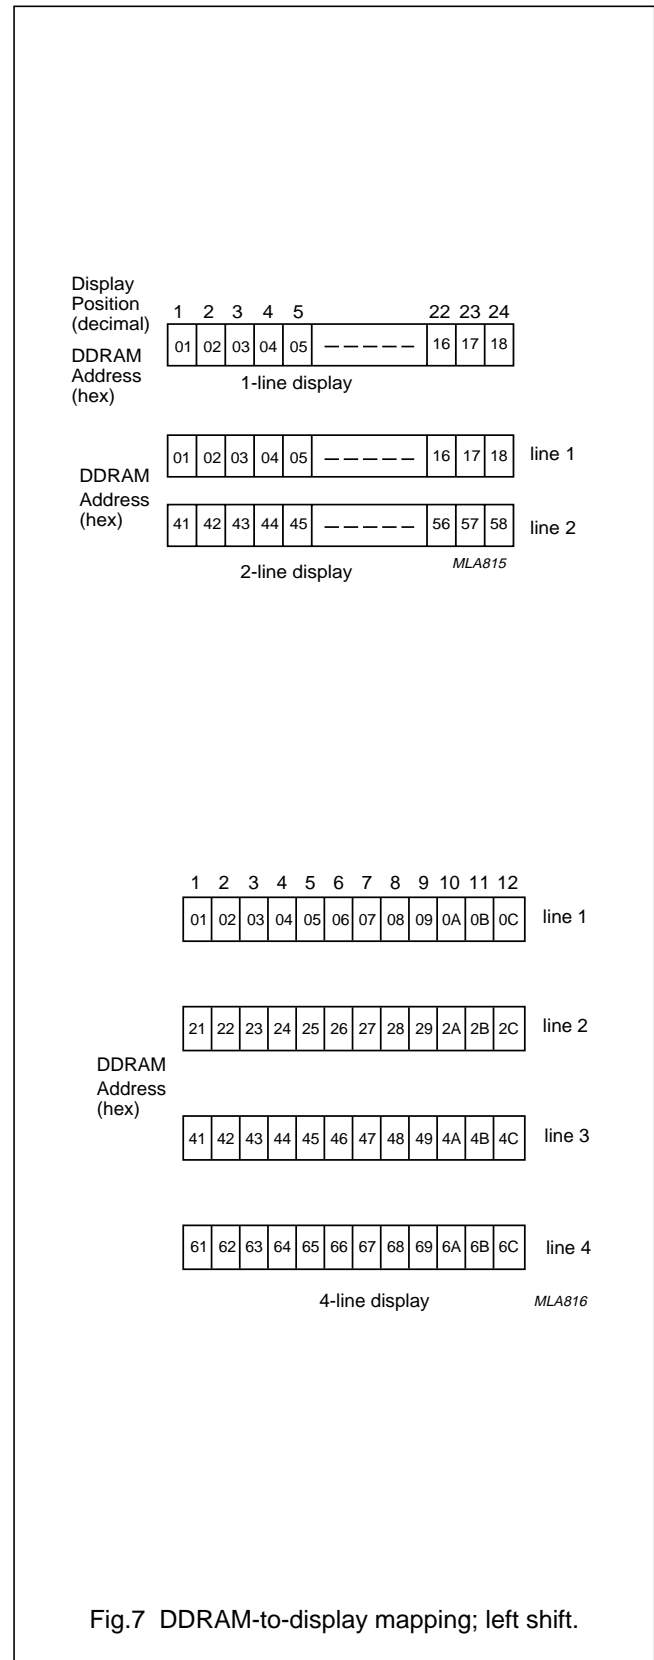 Display
Position
(decimal)
1 2 3 4 5 22 23 24
DDRAM
Address
(hex)
01 02 03 04 05 – – – – – 16 17 18
1-line display
DDRAM
Address
(hex)
01 02 03 04 05 – – – – – 16 17 18 line 1
41 42 43 44 45 – – – – – 56 57 58 line 2
2-line display
MLA815
1 2 3 4 5 6 7 8 9 10 11 12
01 02 03 04 05 06 07 08 09 0A 0B 0C line 1
21 22 23 24 25 26 27 28 29 2A 2B 2C line 2
DDRAM
Address
(hex)
41 42 43 44 45 46 47 48 49 4A 4B 4C line 3
61 62 63 64 65 66 67 68 69 6A 6B 6C line 4
4-line display
MLA816
Fig.7 DDRAM-to-display mapping; left shift.